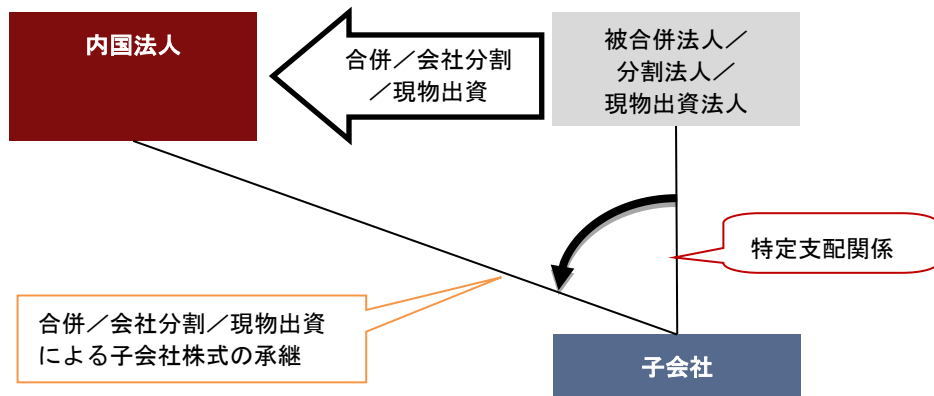 内国法人
合併／会社分割
／現物出資
被合併法人／
分割法人／
現物出資法人
特定支配関係
合併／会社分割／現物出資
による子会社株式の承継
子会社